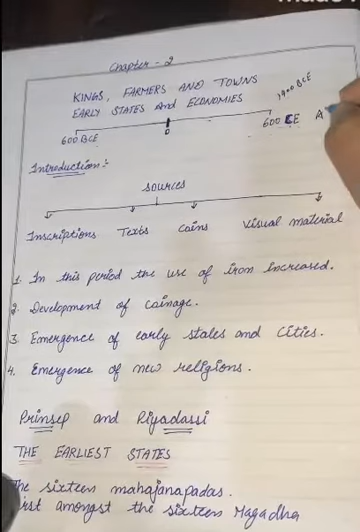 Chapter - 2
KINGS, FARMERS AND TOWNS
EARLY STATES and ECONOMIES
1900 BCE
600 BCE
0
600 CE
A
Introduction:-
sources
Inscriptions Texts Coins Visual material
1. In this period the use of iron increased.
2. Development of coinage.
3 Emergence of early states and cities.
4. Emergence of new religions.
Prinsep and Piyadassi
THE EARLIEST STATES
The sixteen mahajanapadas.
amongst the sixteen Magadha